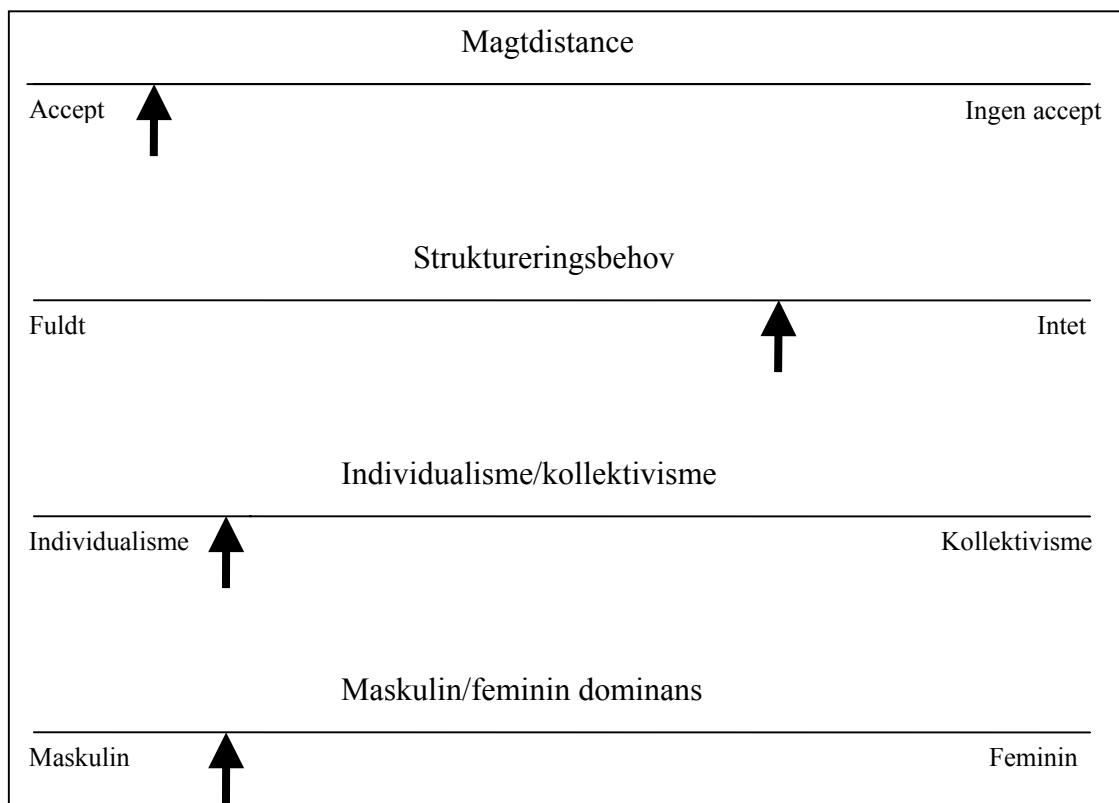 Magtdistance
Accept Ingen accept
Struktureringsbehov
Fuldt Intet
Individualisme/kollektivisme
Individualisme Kollektivisme
Maskulin/feminin dominans
Maskulin Feminin